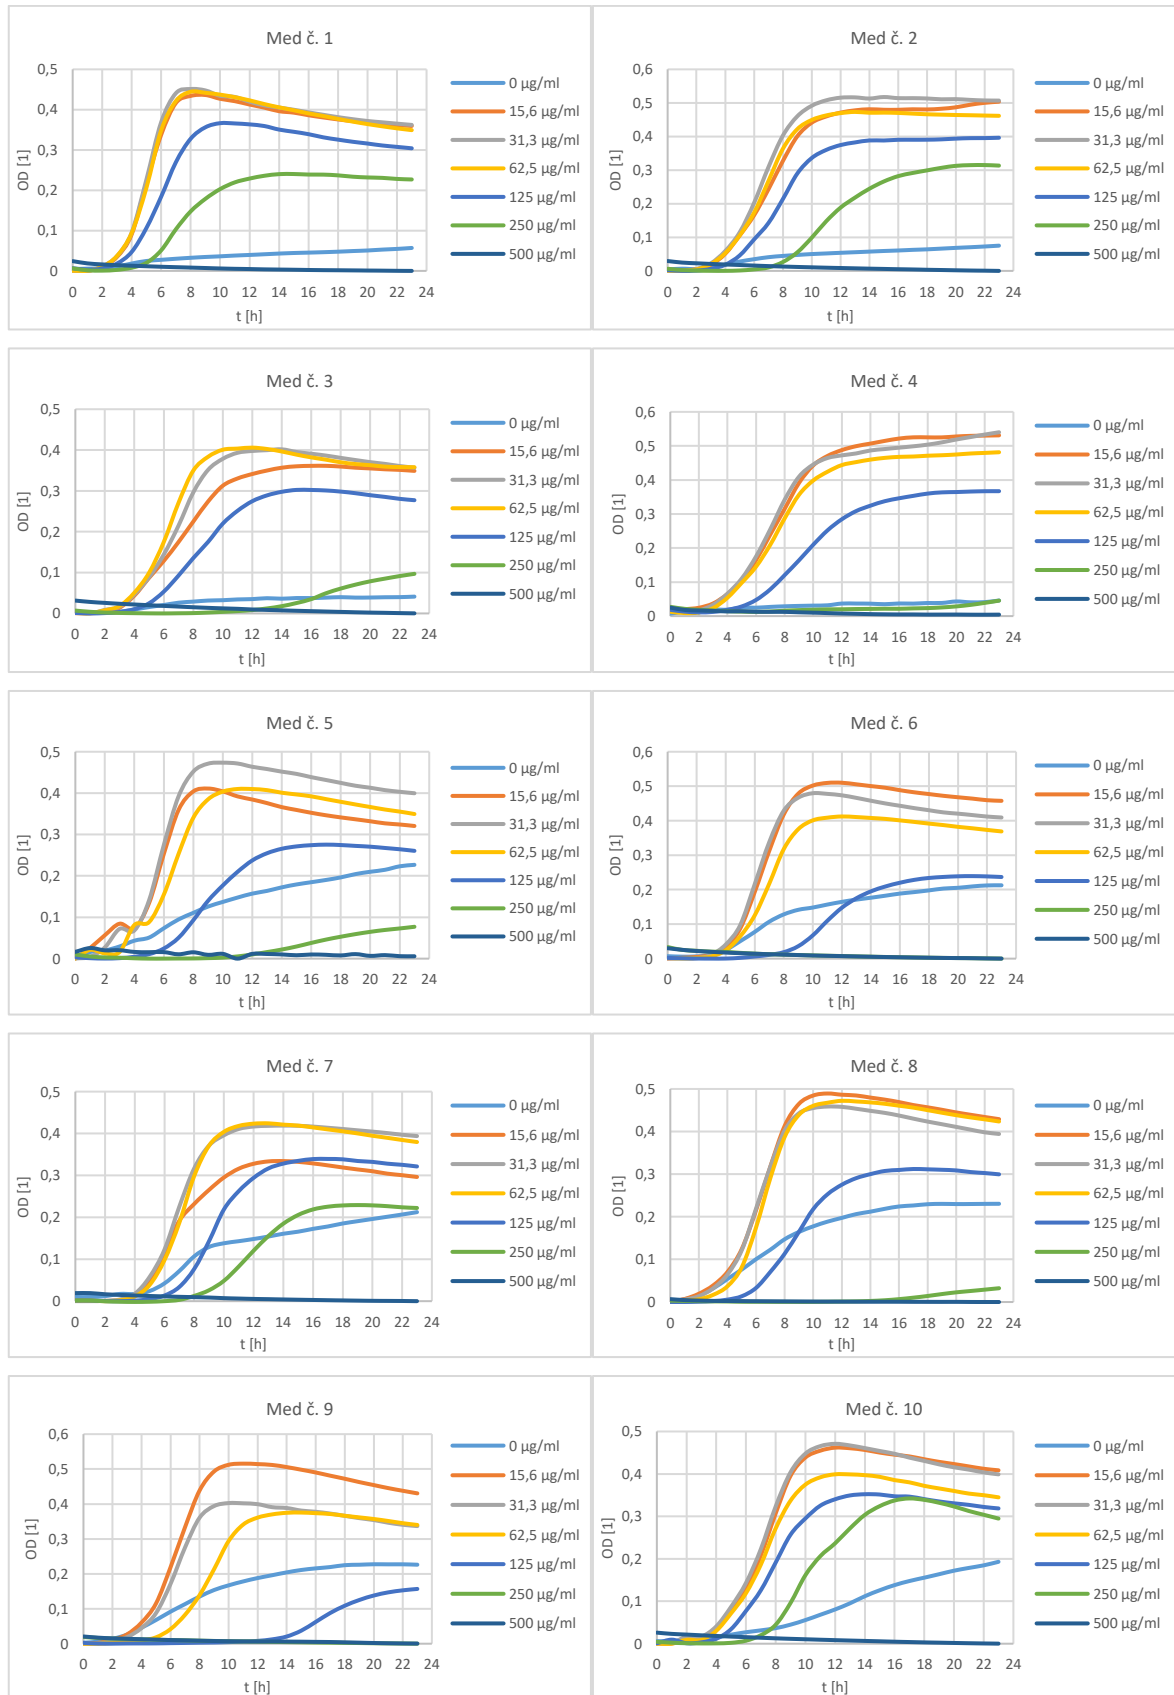 Med č. 1
0,5
0,4
0,3
0,2
0,1
0
OD [1]
0 2 4 6 8 10 12 14 16 18 20 22 24
t [h]
0 µg/ml
15,6 µg/ml
31,3 µg/ml
62,5 µg/ml
125 µg/ml
250 µg/ml
500 µg/ml
Med č. 2
0,6
0,5
0,4
0,3
0,2
0,1
0
OD [1]
0 2 4 6 8 10 12 14 16 18 20 22 24
t [h]
0 µg/ml
15,6 µg/ml
31,3 µg/ml
62,5 µg/ml
125 µg/ml
250 µg/ml
500 µg/ml
Med č. 3
0,5
0,4
0,3
0,2
0,1
0
OD [1]
0 2 4 6 8 10 12 14 16 18 20 22 24
t [h]
0 µg/ml
15,6 µg/ml
31,3 µg/ml
62,5 µg/ml
125 µg/ml
250 µg/ml
500 µg/ml
Med č. 4
0,6
0,5
0,4
0,3
0,2
0,1
0
OD [1]
0 2 4 6 8 10 12 14 16 18 20 22 24
t [h]
0 µg/ml
15,6 µg/ml
31,3 µg/ml
62,5 µg/ml
125 µg/ml
250 µg/ml
500 µg/ml
Med č. 5
0,5
0,4
0,3
0,2
0,1
0
OD [1]
0 2 4 6 8 10 12 14 16 18 20 22 24
t [h]
0 µg/ml
15,6 µg/ml
31,3 µg/ml
62,5 µg/ml
125 µg/ml
250 µg/ml
500 µg/ml
Med č. 6
0,6
0,5
0,4
0,3
0,2
0,1
0
OD [1]
0 2 4 6 8 10 12 14 16 18 20 22 24
t [h]
0 µg/ml
15,6 µg/ml
31,3 µg/ml
62,5 µg/ml
125 µg/ml
250 µg/ml
500 µg/ml
Med č. 7
0,5
0,4
0,3
0,2
0,1
0
OD [1]
0 2 4 6 8 10 12 14 16 18 20 22 24
t [h]
0 µg/ml
15,6 µg/ml
31,3 µg/ml
62,5 µg/ml
125 µg/ml
250 µg/ml
500 µg/ml
Med č. 8
0,5
0,4
0,3
0,2
0,1
0
OD [1]
0 2 4 6 8 10 12 14 16 18 20 22 24
t [h]
0 µg/ml
15,6 µg/ml
31,3 µg/ml
62,5 µg/ml
125 µg/ml
250 µg/ml
500 µg/ml
Med č. 9
0,6
0,5
0,4
0,3
0,2
0,1
0
OD [1]
0 2 4 6 8 10 12 14 16 18 20 22 24
t [h]
0 µg/ml
15,6 µg/ml
31,3 µg/ml
62,5 µg/ml
125 µg/ml
250 µg/ml
500 µg/ml
Med č. 10
0,5
0,4
0,3
0,2
0,1
0
OD [1]
0 2 4 6 8 10 12 14 16 18 20 22 24
t [h]
0 µg/ml
15,6 µg/ml
31,3 µg/ml
62,5 µg/ml
125 µg/ml
250 µg/ml
500 µg/ml